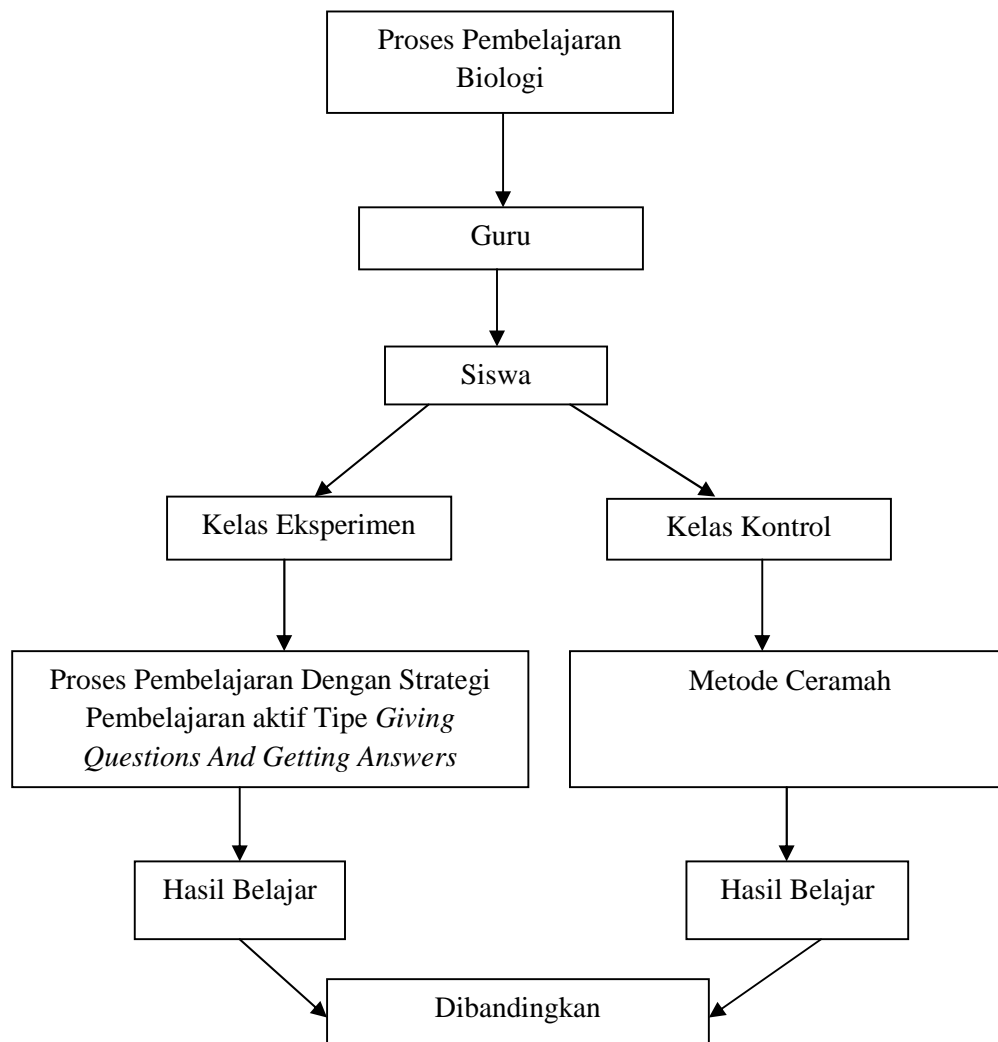 Proses Pembelajaran
Biologi
Guru
Siswa
Kelas Eksperimen
Kelas Kontrol
Proses Pembelajaran Dengan Strategi
Pembelajaran aktif Tipe Giving
Questions And Getting Answers
Metode Ceramah
Hasil Belajar
Hasil Belajar
Dibandingkan